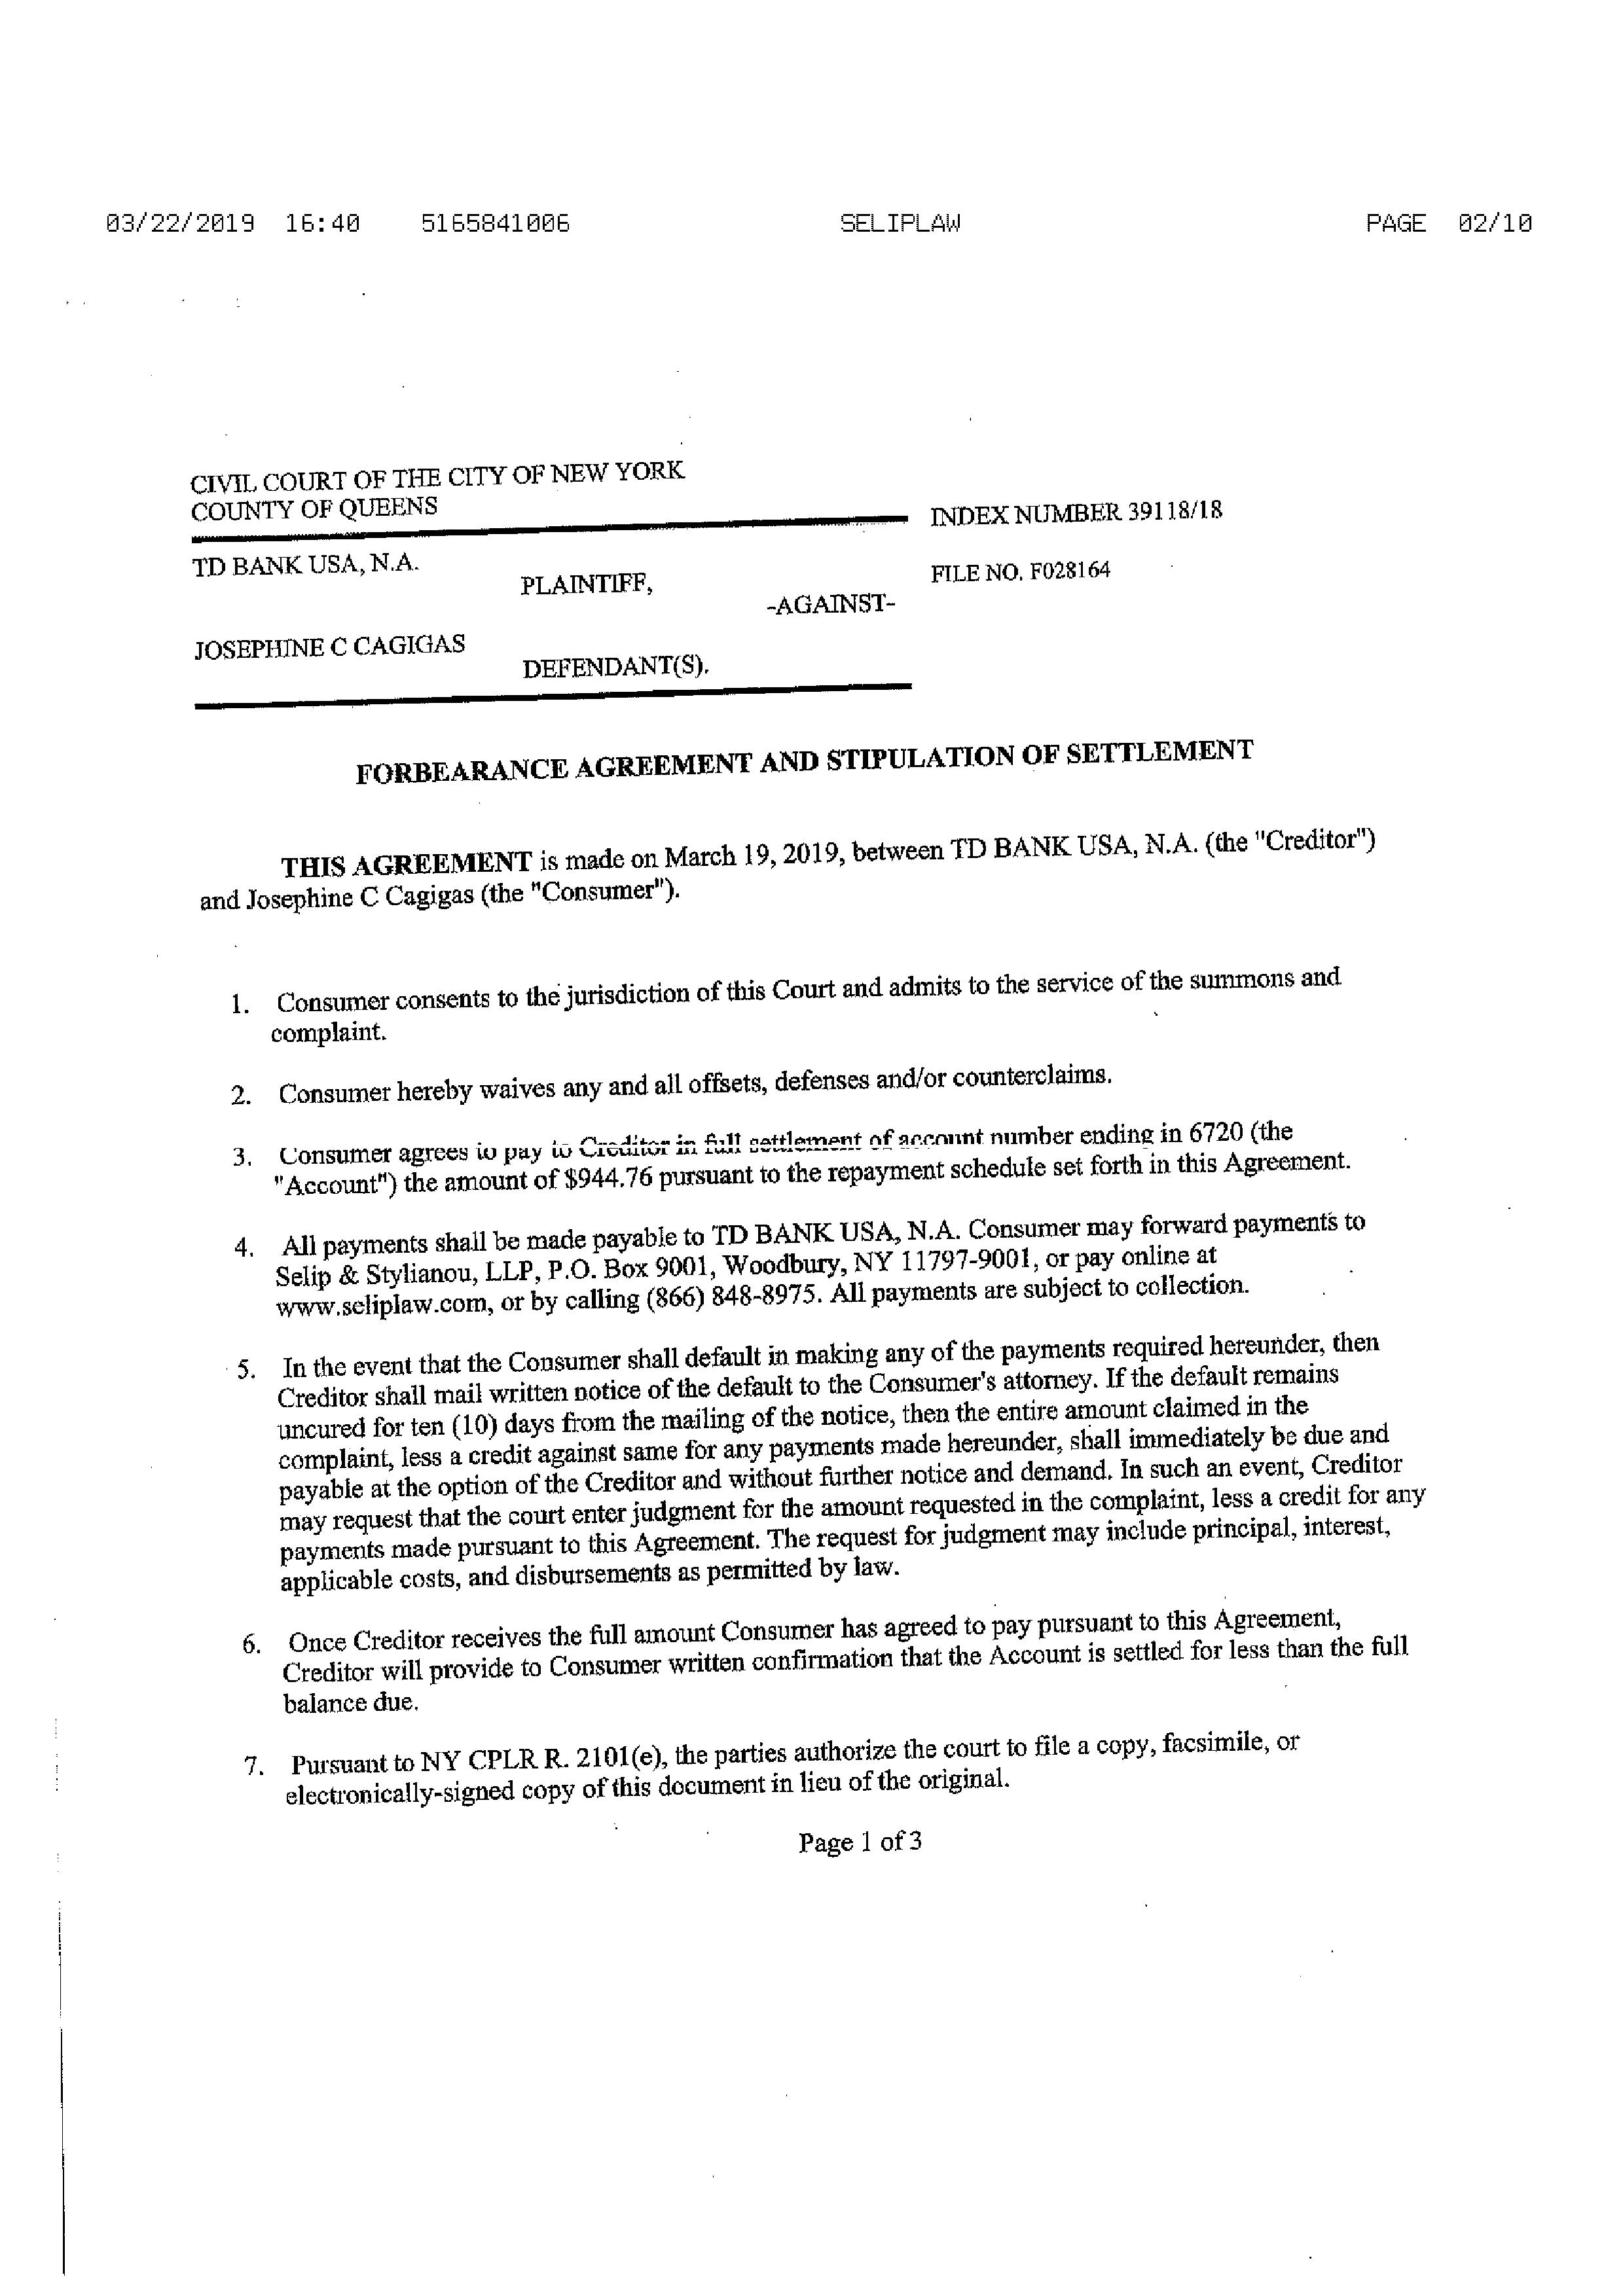 03/22/2019 16:40 5165841006 SELIPLAW PAGE 02/10
CIVIL COURT OF THE CITY OF NEW YORK
COUNTY OF QUEENS
INDEX NUMBER 39118/18
TD BANK USA, N.A.
PLAINTIFF,
FILE NO. F028164
-AGAINST-
JOSEPHINE C CAGIGAS
DEFENDANT(S).
FORBEARANCE AGREEMENT AND STIPULATION OF SETTLEMENT
THIS AGREEMENT is made on March 19, 2019, between TD BANK USA, N.A. (the "Creditor")
and Josephine C Cagigas (the "Consumer").
1. Consumer consents to the jurisdiction of this Court and admits to the service of the summons and
complaint.
2. Consumer hereby waives any and all offsets, defenses and/or counterclaims.
3. Consumer agrees to pay to Creditor in full settlement of account number ending in 6720 (the
"Account") the amount of $944.76 pursuant to the repayment schedule set forth in this Agreement.
4. All payments shall be made payable to TD BANK USA, N.A. Consumer may forward payments to
Selip & Stylianou, LLP, P.O. Box 9001, Woodbury, NY 11797-9001, or pay online at
www.seliplaw.com, or by calling (866) 848-8975. All payments are subject to collection.
5. In the event that the Consumer shall default in making any of the payments required hereunder, then
Creditor shall mail written notice of the default to the Consumer's attorney. If the default remains
uncured for ten (10) days from the mailing of the notice, then the entire amount claimed in the
complaint, less a credit against same for any payments made hereunder, shall immediately be due and
payable at the option of the Creditor and without further notice and demand. In such an event, Creditor
may request that the court enter judgment for the amount requested in the complaint, less a credit for any
payments made pursuant to this Agreement. The request for judgment may include principal, interest,
applicable costs, and disbursements as permitted by law.
6. Once Creditor receives the full amount Consumer has agreed to pay pursuant to this Agreement,
Creditor will provide to Consumer written confirmation that the Account is settled for less than the full
balance due.
7. Pursuant to NY CPLR R. 2101(e), the parties authorize the court to file a copy, facsimile, or
electronically-signed copy of this document in lieu of the original.
Page 1 of 3